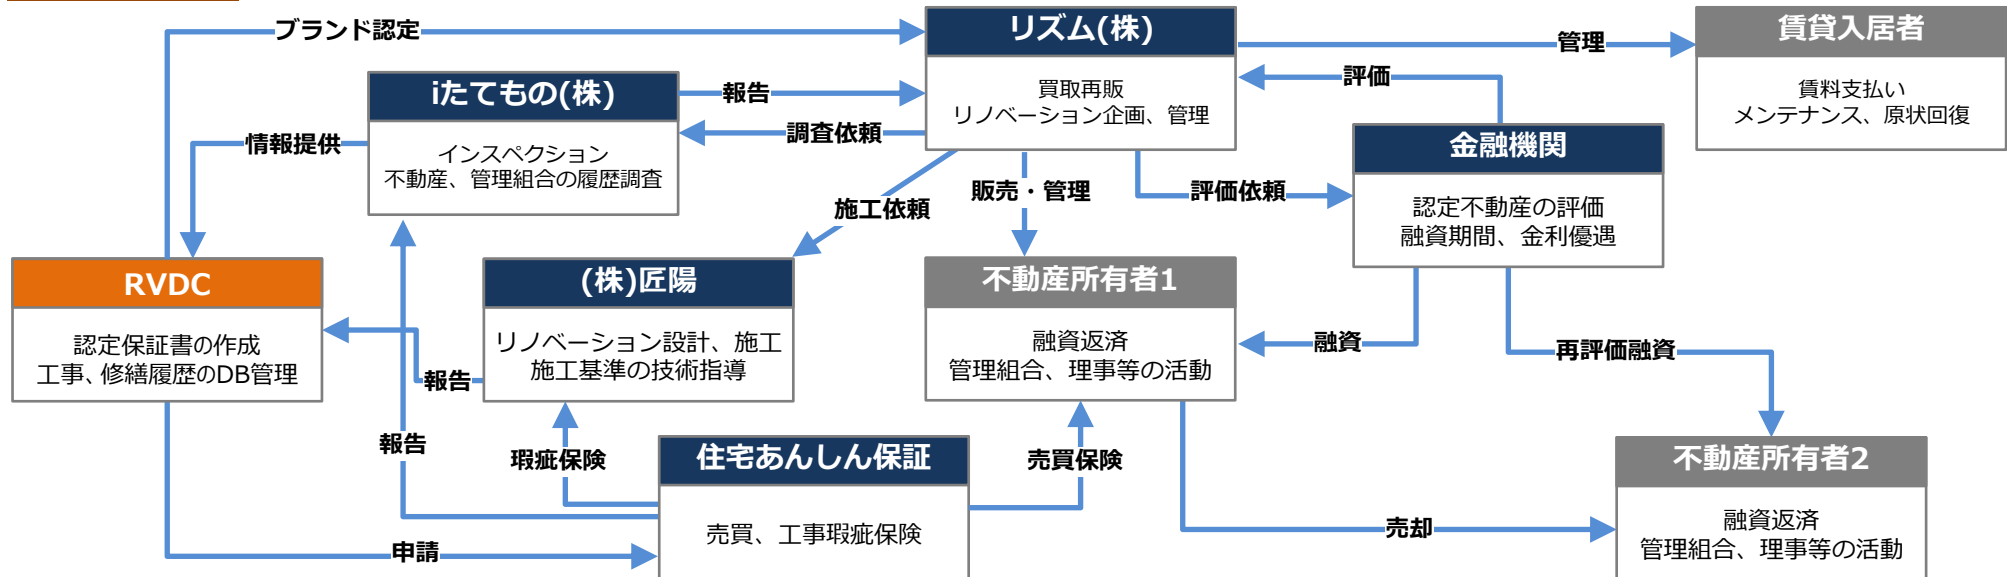 ブランド認定
リズム(株)
買取再販
リノベーション企画、管理
管理
賃貸入居者
賃料支払い
メンテナンス、原状回復
iたてもの(株)
インスペクション
不動産、管理組合の履歴調査
報告
調査依頼
評価
金融機関
認定不動産の評価
融資期間、金利優遇
情報提供
施工依頼
販売・管理
評価依頼
RVDC
認定保証書の作成
工事、修繕履歴のDB管理
(株)匠陽
リノベーション設計、施工
施工基準の技術指導
不動産所有者1
融資返済
管理組合、理事等の活動
融資
再評価融資
報告
報告
瑕疵保険
住宅あんしん保証
売買、工事瑕疵保険
売買保険
申請
売却
不動産所有者2
融資返済
管理組合、理事等の活動